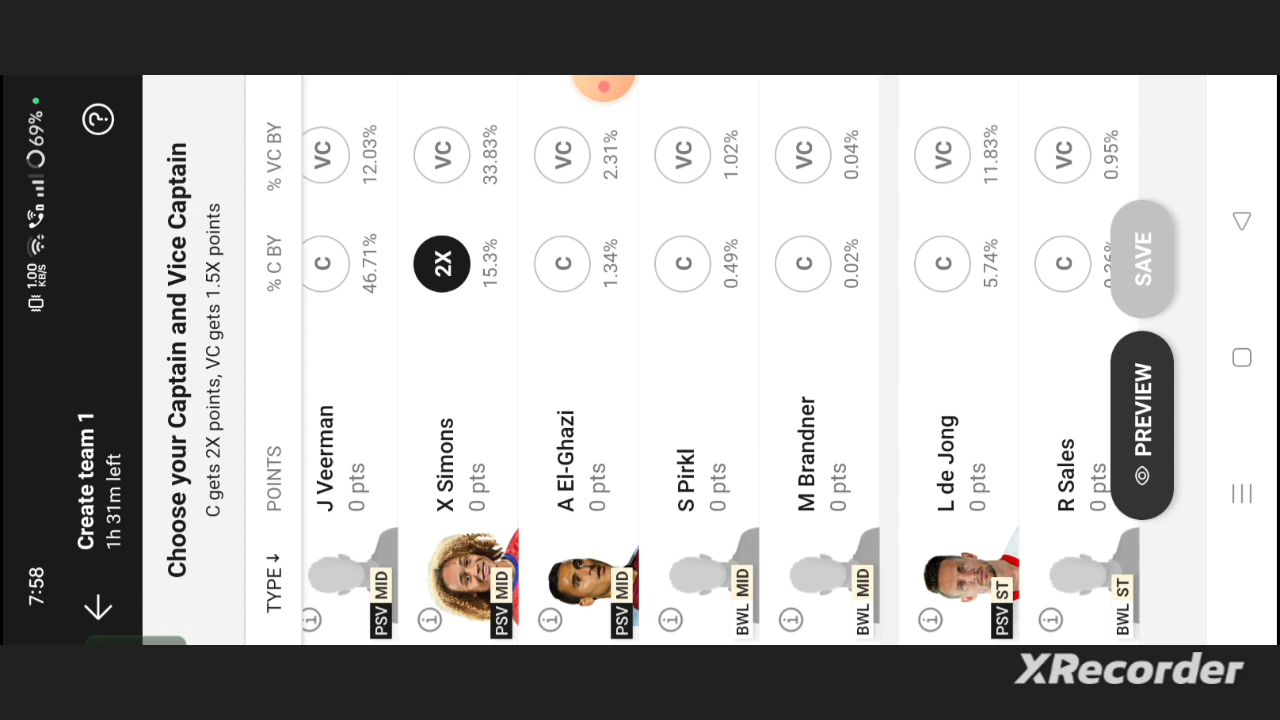 7:58
1.00
KB/S
69%
Create team 1
1h 31m left
Choose your Captain and Vice Captain
C gets 2X points, VC gets 1.5X points
TYPE ↓ POINTS % C BY % VC BY
J Veerman
0 pts
PSV MID
C
46.71%
VC
12.03%
X Simons
0 pts
PSV MID
2X
15.3%
VC
33.83%
A El-Ghazi
0 pts
PSV MID
C
1.34%
VC
2.31%
S Pirkl
0 pts
BWL MID
C
0.49%
VC
1.02%
M Brandner
0 pts
BWL MID
C
0.02%
VC
0.04%
L de Jong
0 pts
PSV ST
C
5.74%
VC
11.83%
R Sales
0 pts
BWL ST
C
VC
0.95%
PREVIEW
SAVE
XRecorder